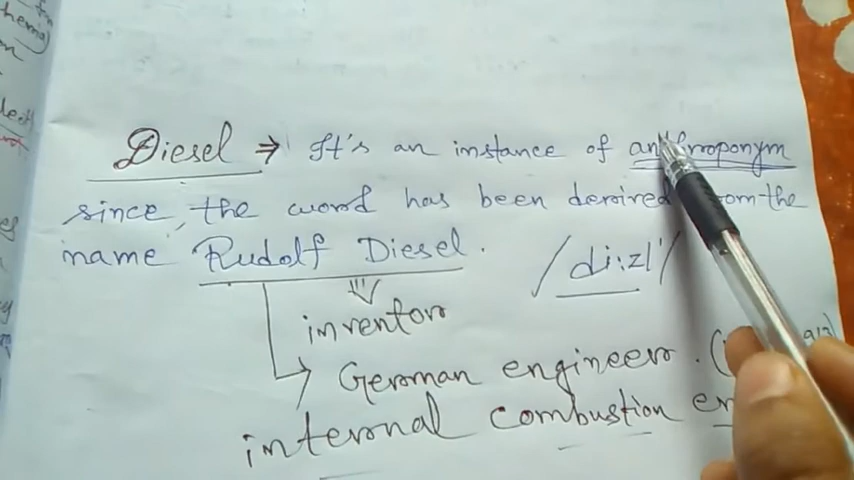 Diesel → It's an instance of anthroponym
since, the word has been derived from the
name Rudolf Diesel.
/di:zl/
inventor
German engineer. (
internal combustion